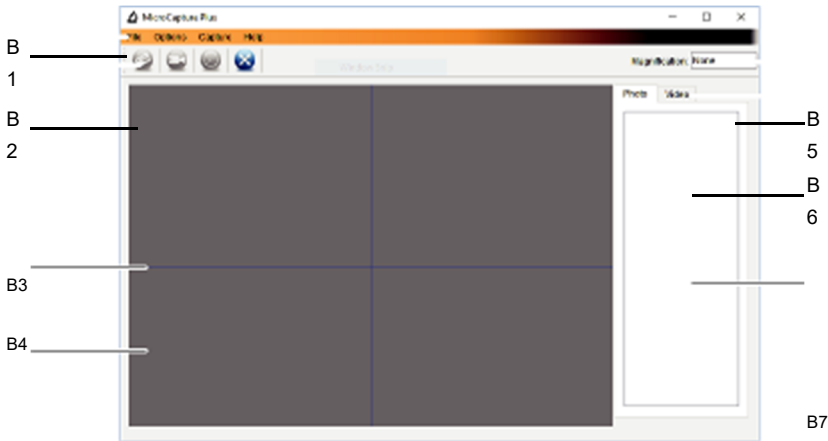 MicroCapture Plus
File Options Capture Help
Magnification: None
Photo Video
B
1
B
2
B3
B4
B
5
B
6
B7